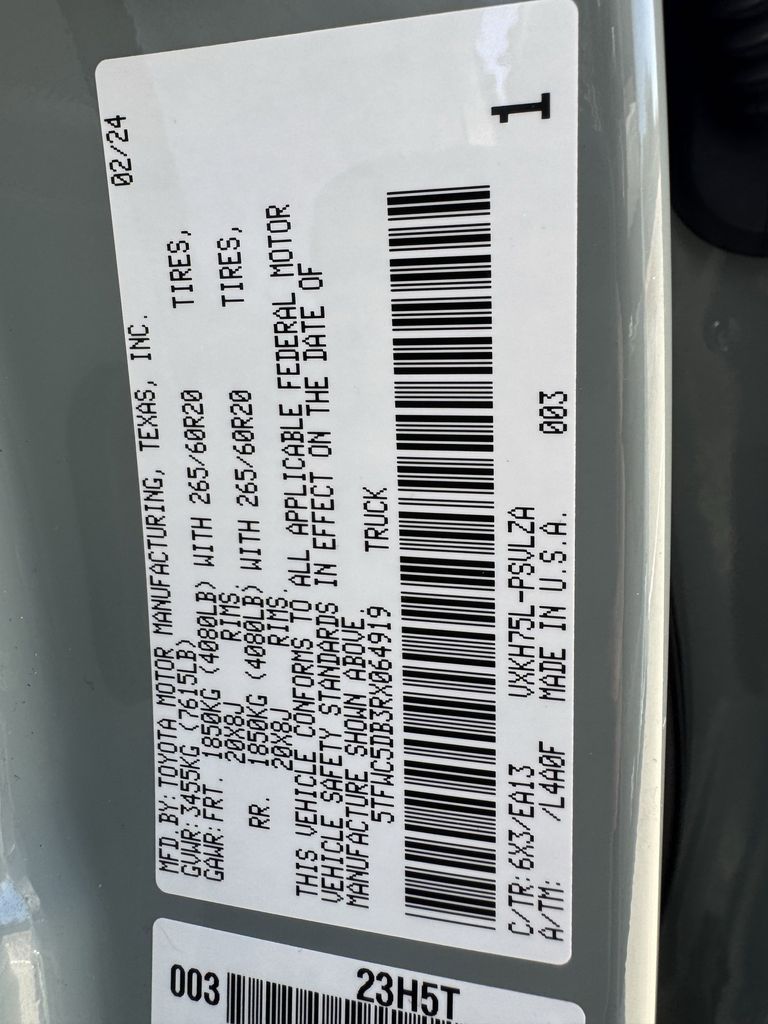 MFD. BY: TOYOTA MOTOR MANUFACTURING, TEXAS, INC. 02/24
GVWR: 3455KG (7615LB)
GAWR: FRT. 1850KG (4080LB) WITH 265/60R20 TIRES,
20X8J RIMS.
RR. 1850KG (4080LB) WITH 265/60R20 TIRES,
20X8J RIMS.
THIS VEHICLE CONFORMS TO ALL APPLICABLE FEDERAL MOTOR
VEHICLE SAFETY STANDARDS IN EFFECT ON THE DATE OF
MANUFACTURE SHOWN ABOVE.
5TFWC5DB3RX064919 TRUCK
C/TR: 6X3/EA13 VXKH75L-PSVLZA 1
A/TM: /L4A0F MADE IN U.S.A. 003
003 23H5T